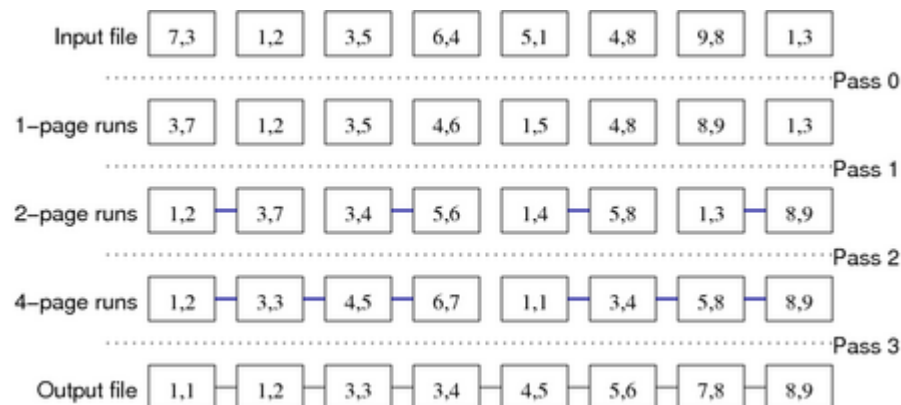 Input file 7,3 1,2 3,5 6,4 5,1 4,8 9,8 1,3
Pass 0
1-page runs 3,7 1,2 3,5 4,6 1,5 4,8 8,9 1,3
Pass 1
2-page runs 1,2 3,7 3,4 5,6 1,4 5,8 1,3 8,9
Pass 2
4-page runs 1,2 3,3 4,5 6,7 1,1 3,4 5,8 8,9
Pass 3
Output file 1,1 1,2 3,3 3,4 4,5 5,6 7,8 8,9